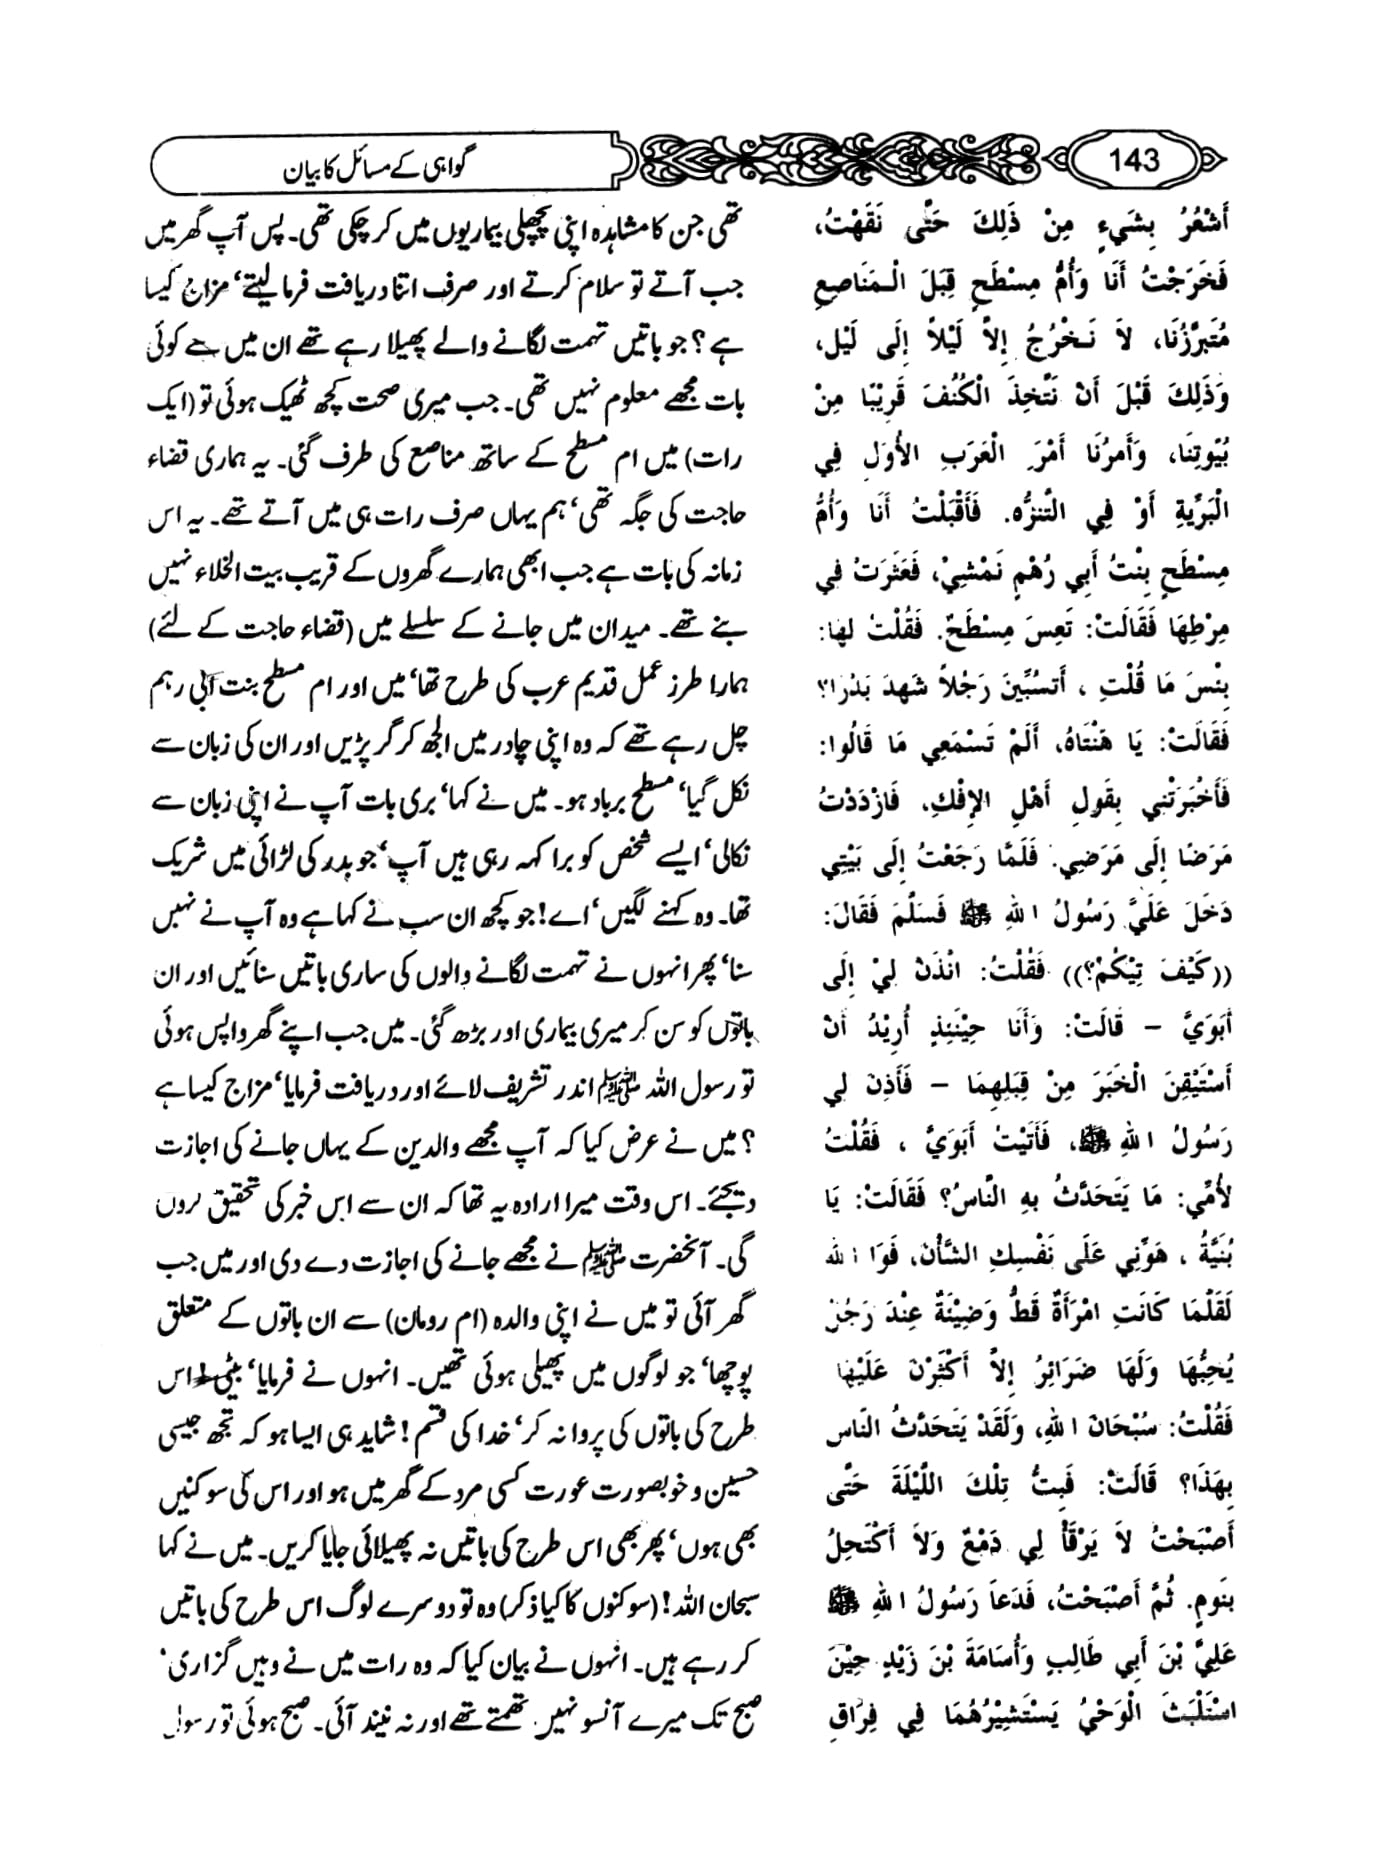 143
گواہی کے مسائل کا بیان
أَشْعُرُ بِشَيءٍ مِنْ ذَلِكَ حَتَّى نَقَهْتُ،
فَخَرَجْتُ أَنَا وَأُمُّ مِسْطَحٍ قِبَلَ الْـمَنَاصِعِ
مُتَبَرَّزُنَا، لاَ نَـخْرُجُ إِلاَّ لَيْلاً إِلَى لَيْلٍ،
وَذَلِكَ قَبْلَ أَنْ نَتَّخِذَ الْكُنُفَ قَرِيْبًا مِنْ
بُيُوتِنَا، وَأَمرُنَا أَمْرُ الْعَرَبِ الأُوَلِ فِي
الْبَرِّيَّةِ أَوْ فِي التَّنَزُّهِ. فَأَقْبَلْتُ أَنَا وَأُمُّ
مِسْطَحٍ بِنْتُ أَبِي رُهْمٍ نَمْشِيْ، فَعَثَرَتْ فِي
مِرْطِهَا فَقَالَتْ: تَعِسَ مِسْطَحٌ. فَقُلْتُ لَها:
بِئْسَ مَا قُلْتِ ، أَتَسُبِّينَ رَجُلاً شَهِدَ بَدْرًا؟
فَقَالَتْ: يَا هَنْتَاهْ، أَلَمْ تَسْمَعِي مَا قَالُوا:
فَأَخْبَرَتْنِي بِقَولِ أَهْلِ الإِفْكِ، فَازْدَدْتُ
مَرَضًا إِلَى مَرَضِي. فَلَمَّا رَجَعْتُ إِلَى بَيْتِي
دَخَلَ عَلَيَّ رَسُولُ اللهِ ﷺ فَسَلَّمَ فَقَالَ:
((كَيْفَ تِيْكُمْ؟)) فَقُلْتُ: ائْذَنْ لِيْ إِلَى
أَبَوَيَّ – قَالَتْ: وَأَنَا حِيْنَئِذٍ أُرِيْدُ أَنْ
أَسْتَيْقِنَ الْخَبَرَ مِنْ قِبَلِهِمَا – فَأَذِنَ لِي
رَسُولُ اللهِ ﷺ، فَأَتَيْتُ أَبَوَيَّ ، فَقُلْتُ
لأُمِّي: مَا يَتَحَدَّثُ بِهِ النَّاسُ؟ فَقَالَتْ: يَا
بُنَيَّةُ ، هَوِّنِي عَلَى نَفْسِكِ الشَّأْنَ، فَوَا لله
لَقَلَّمَا كَانَتِ امْرَأَةٌ قَطُّ وَضِيْئَةٌ عِنْدَ رَجُلٍ
يُحِبُّهَا وَلَهَا ضَرَائِرُ إِلاَّ أَكْثَرْنَ عَلَيْهَا
فَقُلْتُ: سُبْحَانَ اللهِ، وَلَقَدْ يَتَحَدَّثُ النَّاس
بِهَذَا؟ قَالَتْ: فَبِتُّ تِلْكَ اللَّيْلَةَ حَتَّى
أَصْبَحْتُ لاَ يَرْقَأُ لِي دَمْعٌ وَلاَ أَكْتَحِلُ
بِنَومٍ. ثُمَّ أَصْبَحْتُ، فَدَعَا رَسُولُ اللهِ ﷺ
عَلِيَّ بْنَ أَبِي طَالِبٍ وَأُسَامَةَ بْنَ زَيْدٍ حِيْنَ
اسْتَلْبَثَ الْوَحْيُ يَسْتَشِيْرُهُمَا فِي فِرَاقِ
تھی جن کا مشاہدہ اپنی پچھلی بیماریوں میں کر چکی تھی۔ پس آپ گھر میں
جب آتے تو سلام کرتے اور صرف اتنا دریافت فرما لیتے‘ مزاج کیسا
ہے؟ جو باتیں تہمت لگانے والے پھیلا رہے تھے ان میں سے کوئی
بات مجھے معلوم نہیں تھی۔ جب میری صحت کچھ ٹھیک ہوئی تو (ایک
رات) میں ام مسطح کے ساتھ مناصع کی طرف گئی۔ یہ ہماری قضاء
حاجت کی جگہ تھی‘ ہم یہاں صرف رات ہی میں آتے تھے۔ یہ اس
زمانہ کی بات ہے جب ابھی ہمارے گھروں کے قریب بیت الخلاء نہیں
بنے تھے۔ میدان میں جانے کے سلسلے میں (قضاء حاجت کے لئے)
ہمارا طرز عمل قدیم عرب کی طرح تھا‘ میں اور ام مسطح بنت ابی رہم
چل رہے تھے کہ وہ اپنی چادر میں الجھ کر گر پڑیں اور ان کی زبان سے
نکل گیا‘ مسطح برباد ہو۔ میں نے کہا‘ بری بات آپ نے اپنی زبان سے
نکالی‘ ایسے شخص کو برا کہہ رہی ہیں آپ‘ جو بدر کی لڑائی میں شریک
تھا۔ وہ کہنے لگیں‘ اے! جو کچھ ان سب نے کہا ہے وہ آپ نے نہیں
سنا‘ پھر انہوں نے تہمت لگانے والوں کی ساری باتیں سنائیں اور ان
باتوں کو سن کر میری بیماری اور بڑھ گئی۔ میں جب اپنے گھر واپس ہوئی
تو رسول اللہ ﷺ اندر تشریف لائے اور دریافت فرمایا‘ مزاج کیسا ہے
؟ میں نے عرض کیا کہ آپ مجھے والدین کے یہاں جانے کی اجازت
دیجئے۔ اس وقت میرا ارادہ یہ تھا کہ ان سے اس خبر کی تحقیق کروں
گی۔ آنحضرت ﷺ نے مجھے جانے کی اجازت دے دی اور میں جب
گھر آئی تو میں نے اپنی والدہ (ام رومان) سے ان باتوں کے متعلق
پوچھا‘ جو لوگوں میں پھیلی ہوئی تھیں۔ انہوں نے فرمایا‘ بیٹی! اس
طرح کی باتوں کی پروا نہ کر‘ خدا کی قسم! شاید ہی ایسا ہو کہ تجھ جیسی
حسین و خوبصورت عورت کسی مرد کے گھر میں ہو اور اس کی سوکنیں
بھی ہوں‘ پھر بھی اس طرح کی باتیں نہ پھیلائی جایا کریں۔ میں نے کہا
سبحان اللہ! (سوکنوں کا کیا ذکر) وہ تو دوسرے لوگ اس طرح کی باتیں
کر رہے ہیں۔ انہوں نے بیان کیا کہ وہ رات میں نے وہیں گزاری‘
صبح تک میرے آنسو نہیں تھمتے تھے اور نہ نیند آئی۔ صبح ہوئی تو رسول